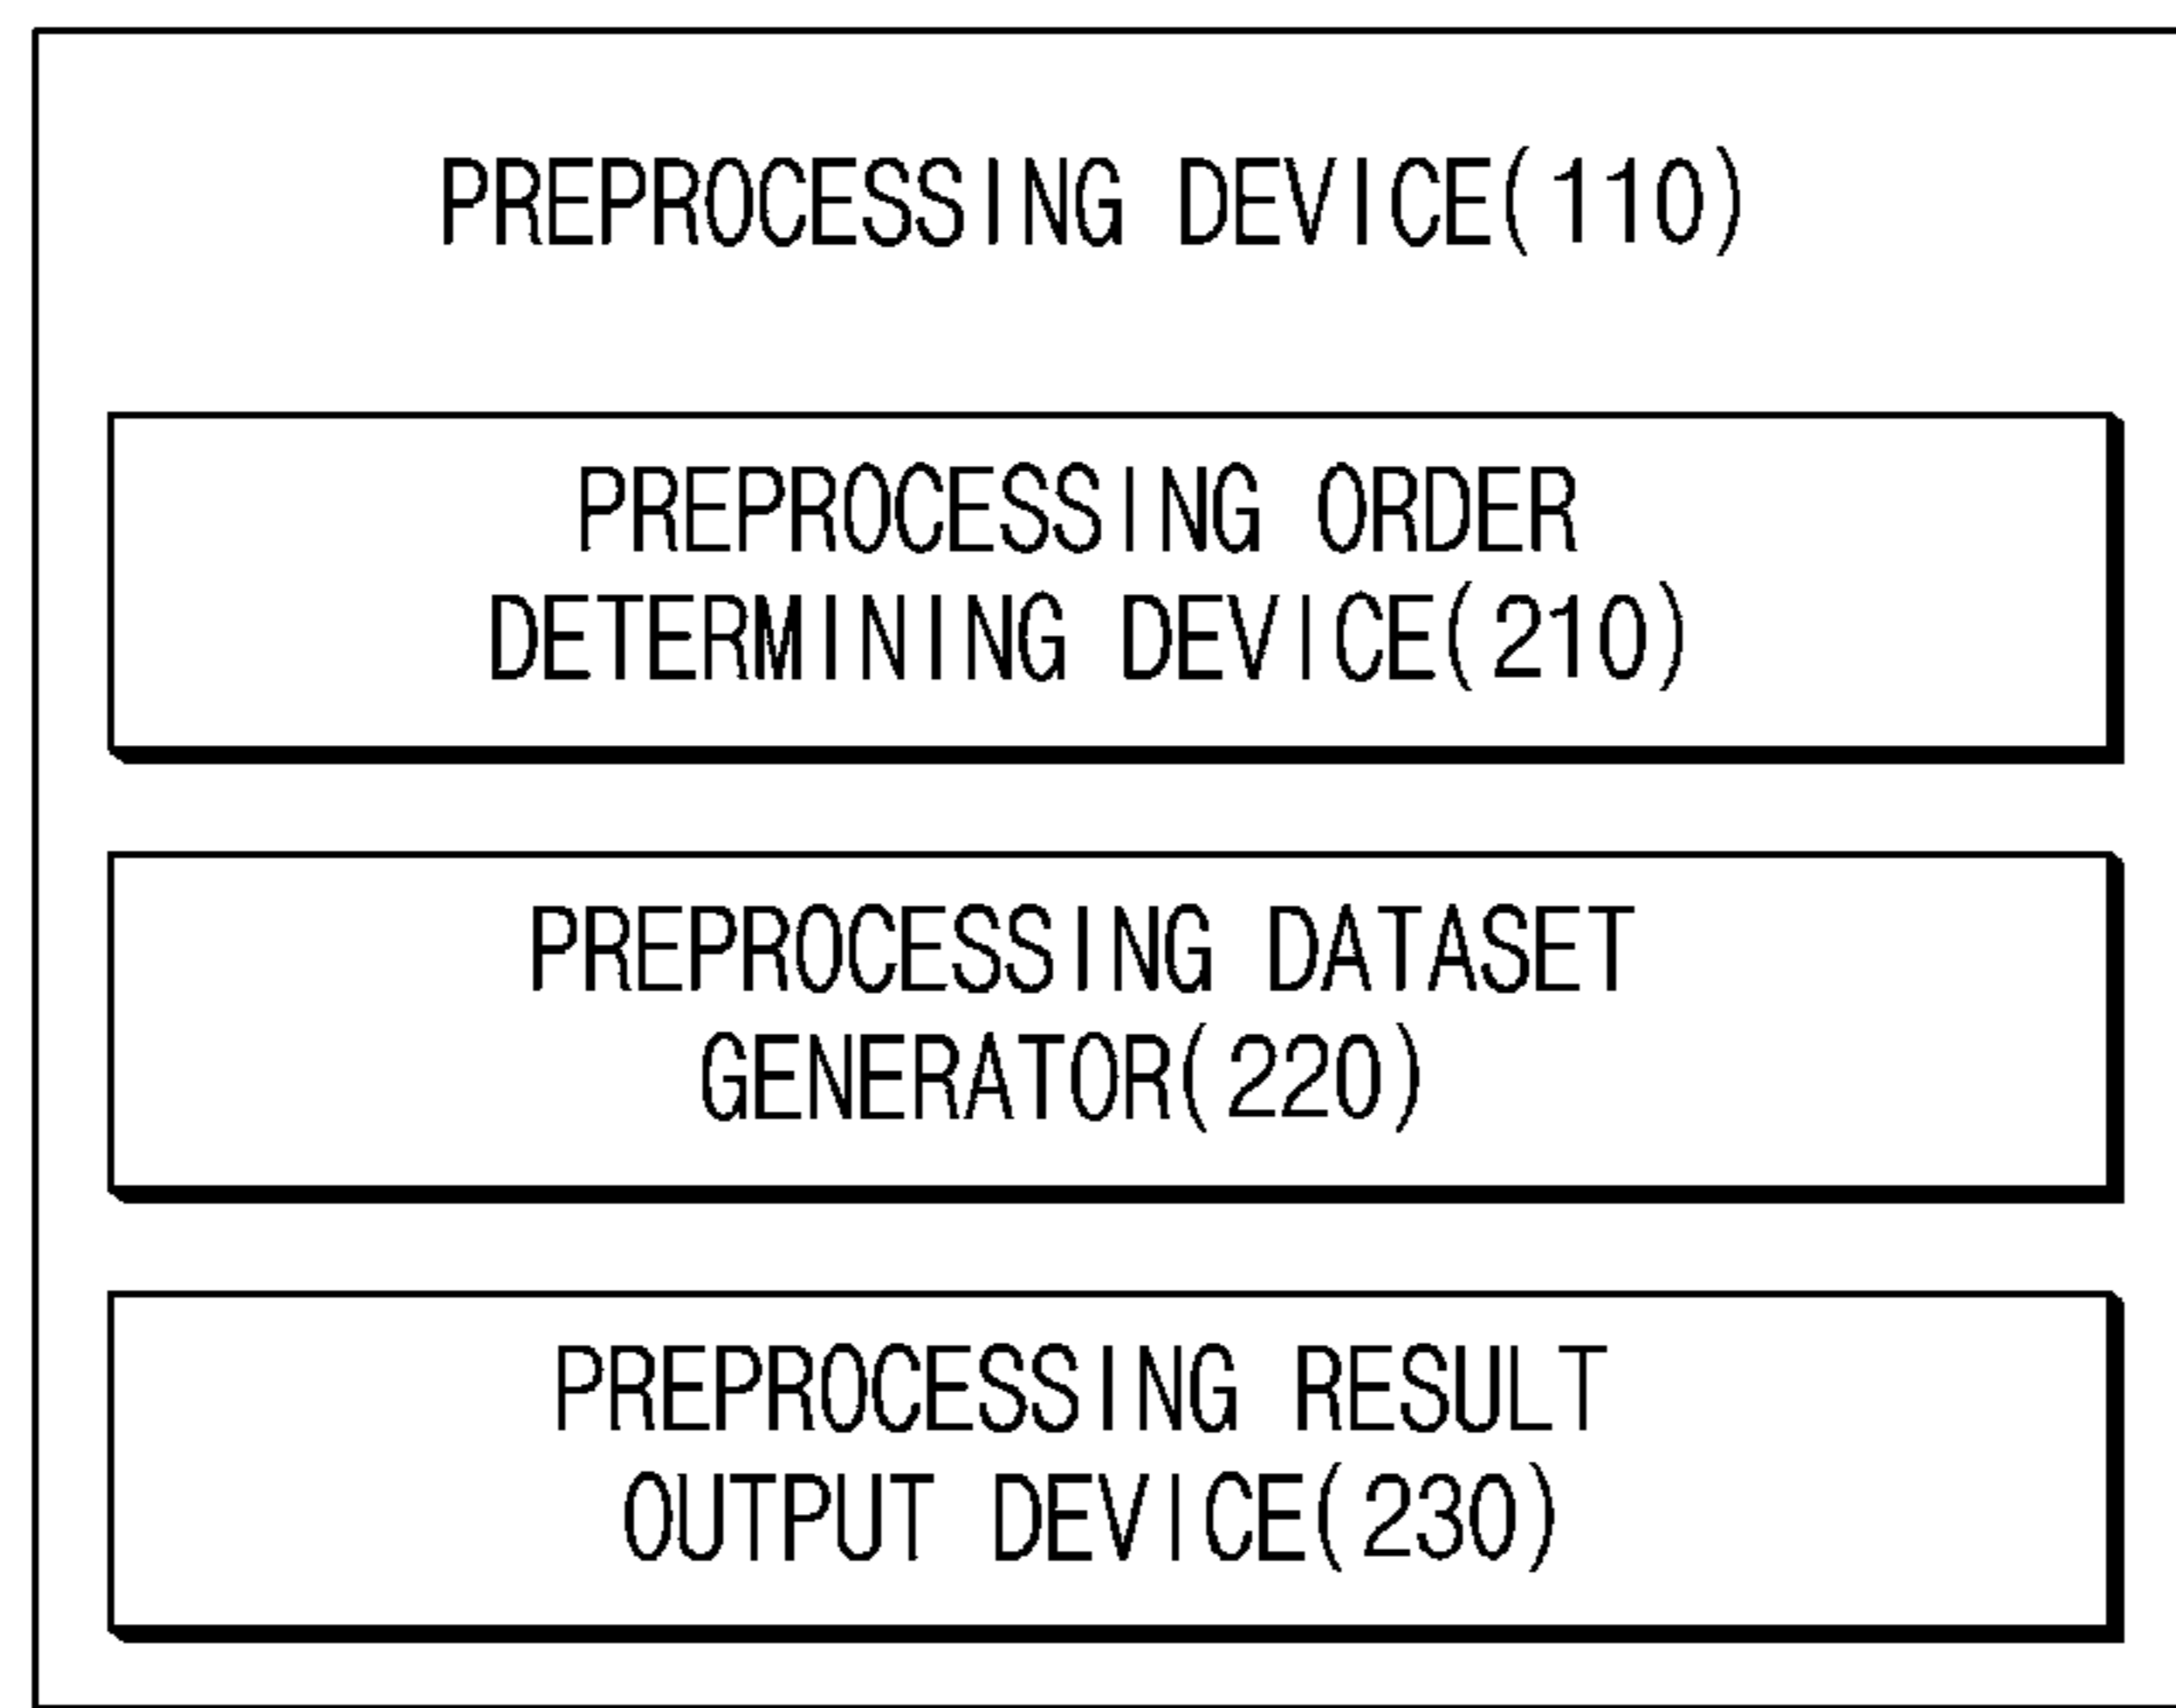 PREPROCESSING DEVICE(110)
PREPROCESSING ORDER
DETERMINING DEVICE(210)
PREPROCESSING DATASET
GENERATOR(220)
PREPROCESSING RESULT
OUTPUT DEVICE(230)